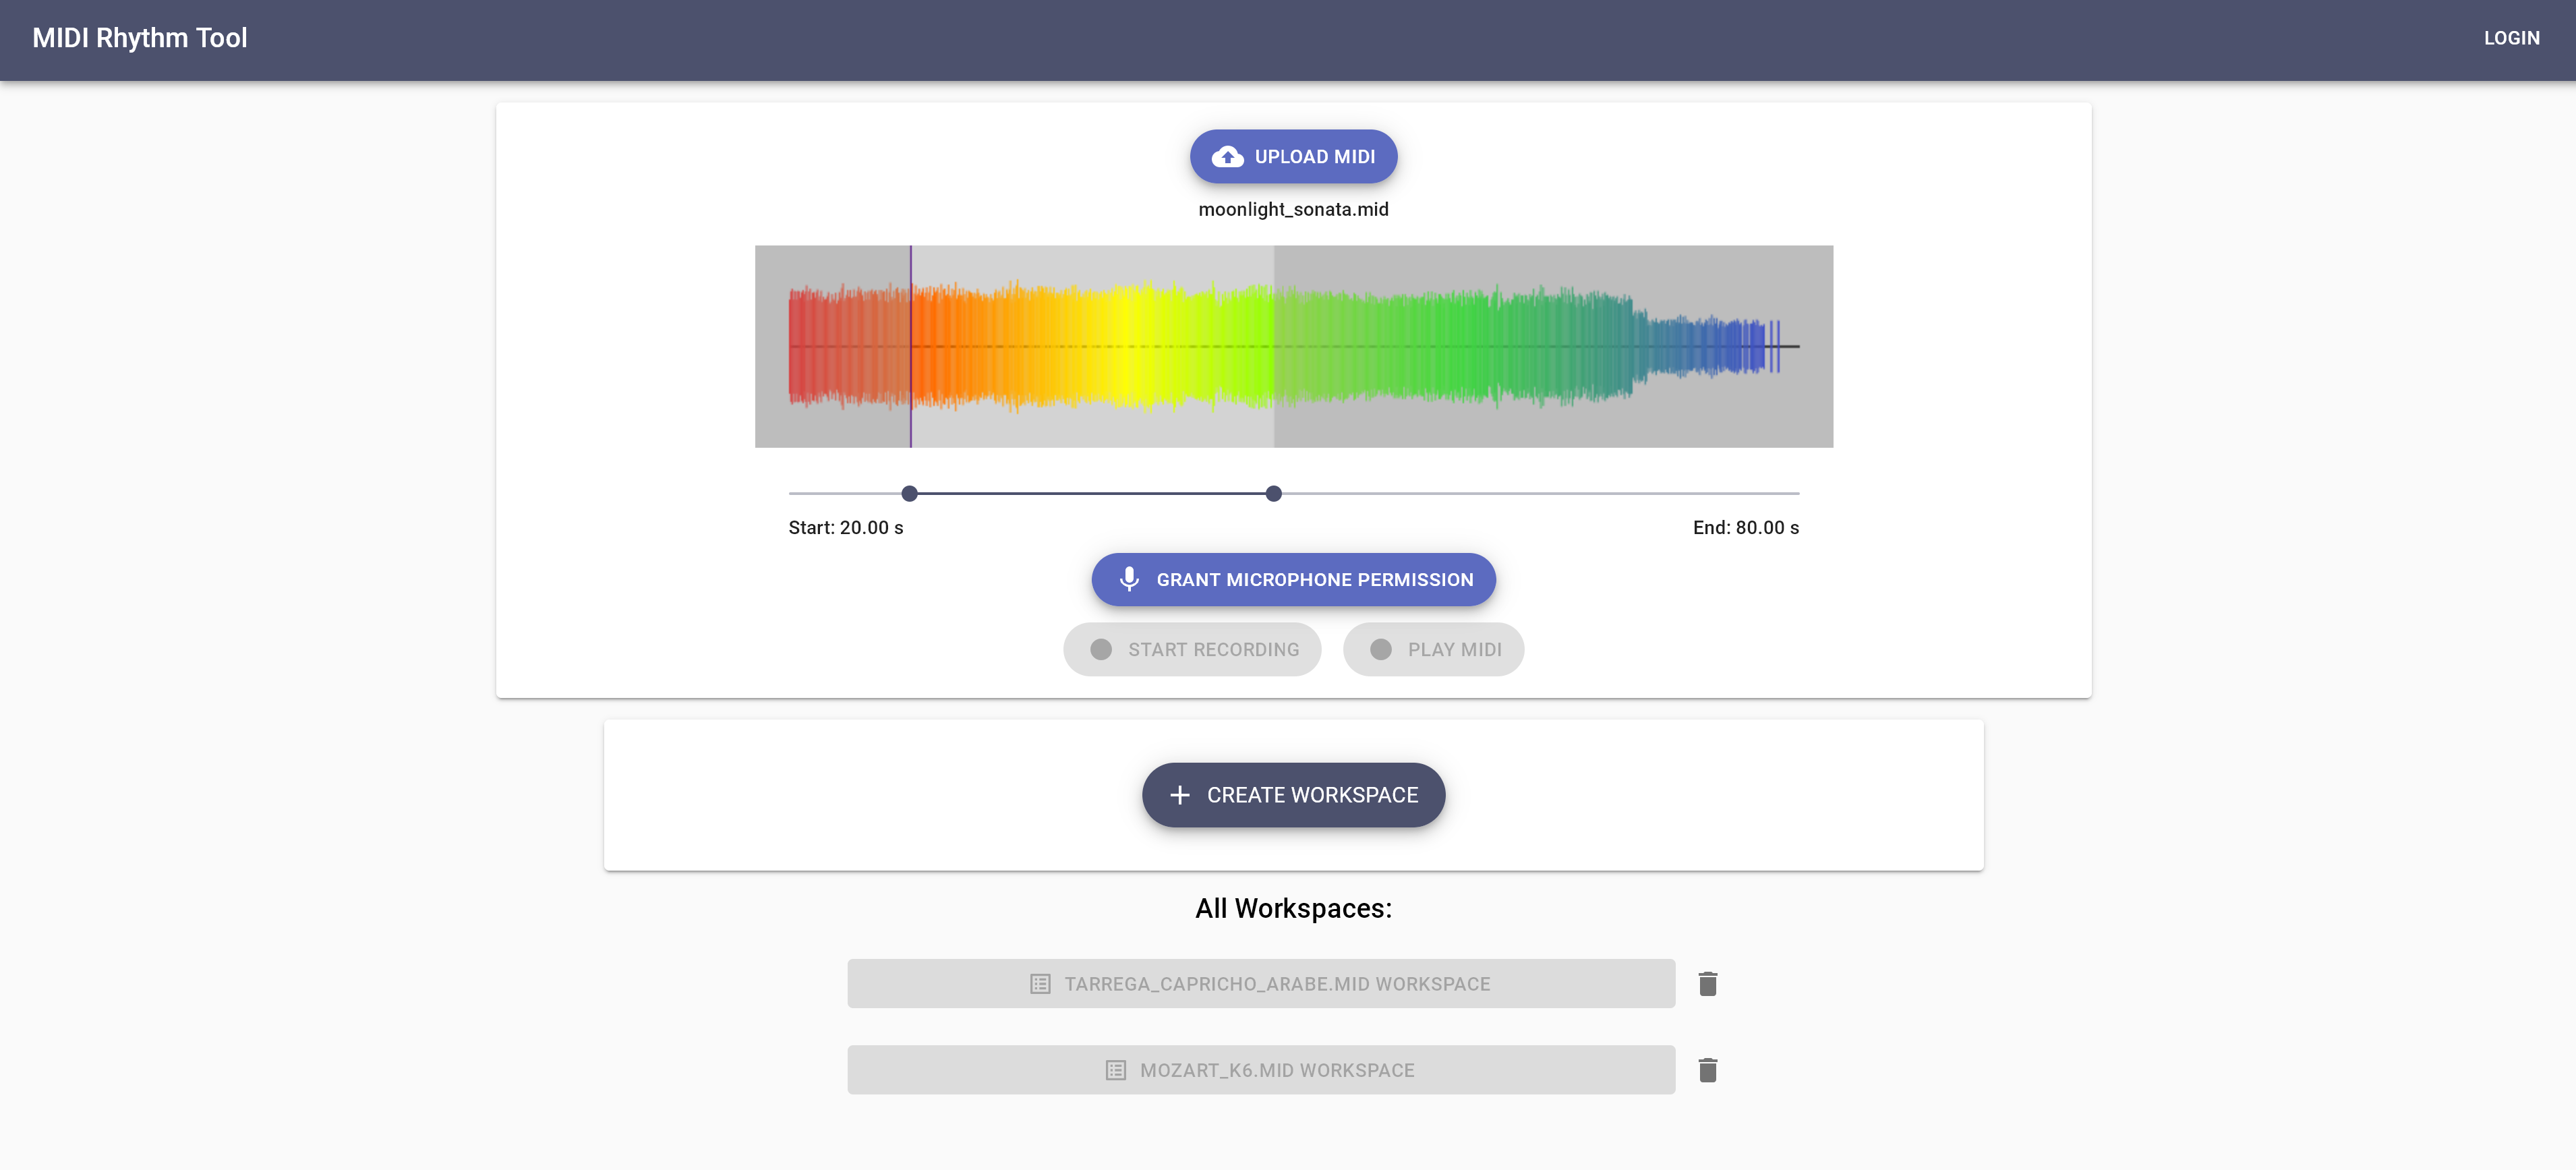 MIDI Rhythm Tool
LOGIN
UPLOAD MIDI
moonlight_sonata.mid
Start: 20.00 s
End: 80.00 s
GRANT MICROPHONE PERMISSION
START RECORDING
PLAY MIDI
CREATE WORKSPACE
All Workspaces:
TARREGA_CAPRICHO_ARABE.MID WORKSPACE
MOZART_K6.MID WORKSPACE